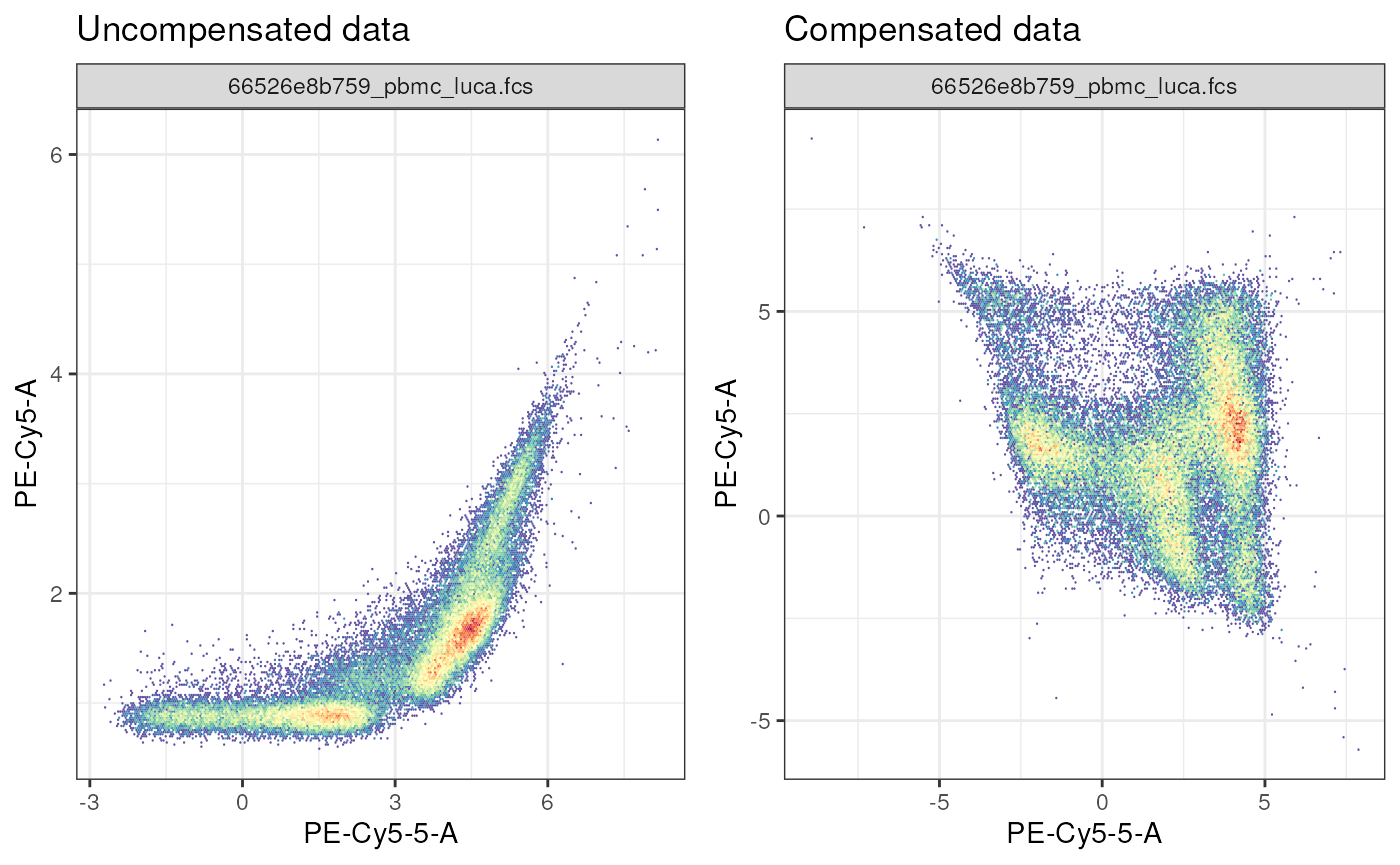 Uncompensated data
66526e8b759_pbmc_luca.fcs
6
4
2
PE-Cy5-A
-3
0
3
6
PE-Cy5-5-A
Compensated data
66526e8b759_pbmc_luca.fcs
5
0
-5
PE-Cy5-A
-5
0
5
PE-Cy5-5-A